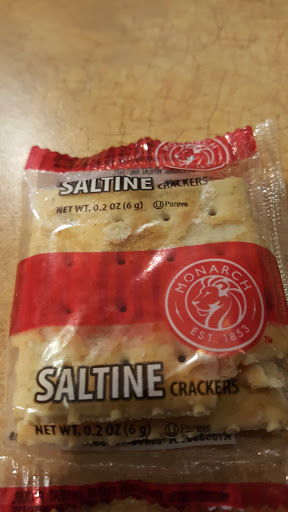 SALTINE CRACKERS
NET WT. 0.2 OZ (6 g) Ⓤ Pareve
MONARCH
EST. 1853
SALTINE CRACKERS
NET WT. 0.2 OZ (6 g) Ⓤ Pareve